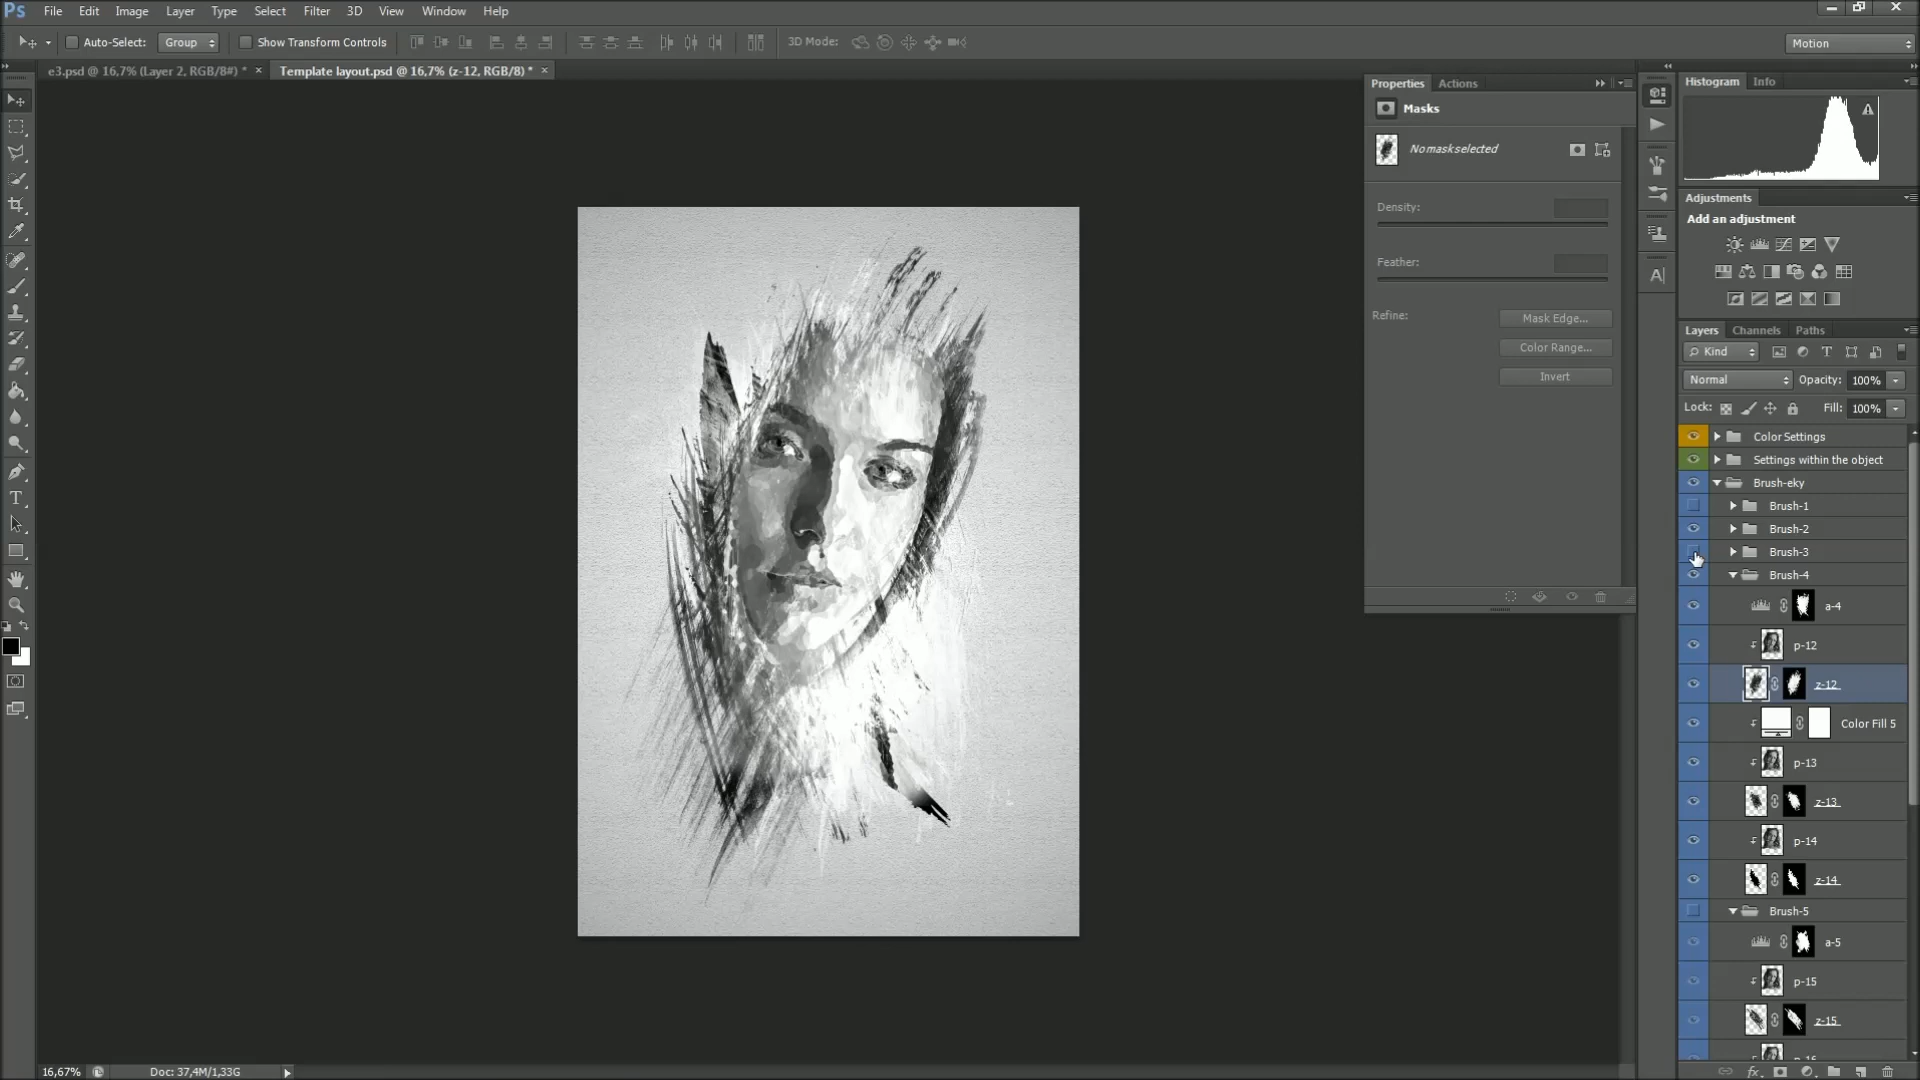 Ps File Edit Image Layer Type Select Filter 3D View Window Help
Auto-Select: Group Show Transform Controls 3D Mode: Motion
e3.psd @ 16,7% (Layer 2, RGB/8#) * × Template layout.psd @ 16,7% (z-12, RGB/8) * ×
Properties Actions
Masks
No mask selected
Density:
Feather:
Refine: Mask Edge...
Color Range...
Invert
Histogram Info
Adjustments
Add an adjustment
Layers Channels Paths
Kind
Normal Opacity: 100%
Lock: Fill: 100%
Color Settings
Settings within the object
Brush-eky
Brush-1
Brush-2
Brush-3
Brush-4
a-4
p-12
z-12
Color Fill 5
p-13
z-13
p-14
z-14
Brush-5
a-5
p-15
z-15
16,67% Doc: 37,4M/1,33G